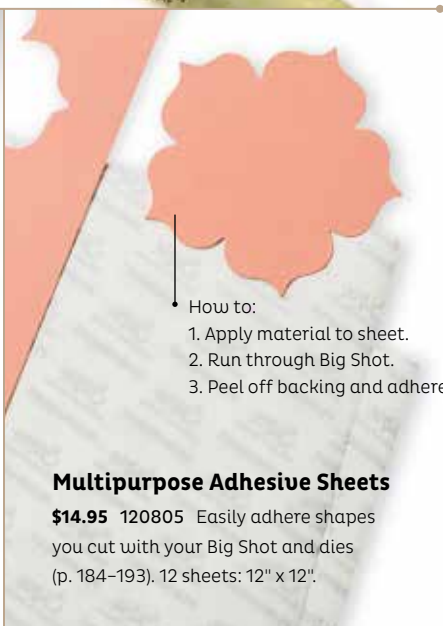 How to:
1. Apply material to sheet.
2. Run through Big Shot.
3. Peel off backing and adhere
Multipurpose Adhesive Sheets
$14.95 120805 Easily adhere shapes
you cut with your Big Shot and dies
(p. 184–193). 12 sheets: 12" x 12".